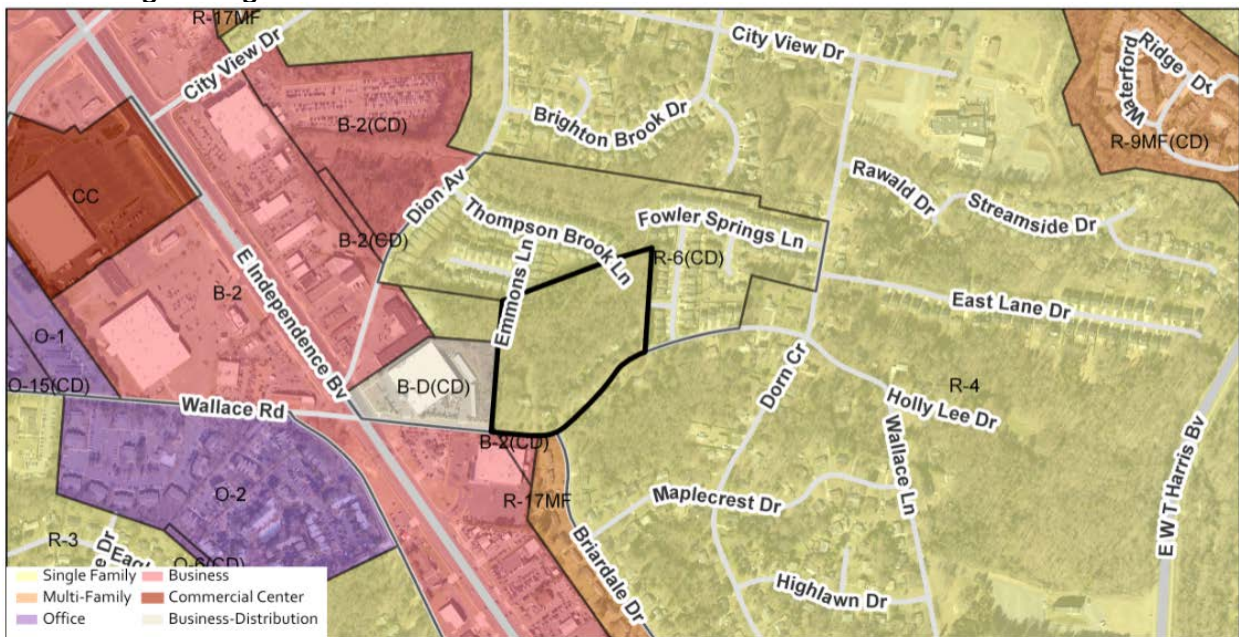 R-17MF
City View Dr
City View Dr
Ridge Dr
Waterford
B-2(CD)
Brighton Brook Dr
R-9MF(CD)
CC
Dion Av
Rawald Dr
Streamside Dr
Thompson Brook Ln
Fowler Springs Ln
B-2(CD)
R-6(CD)
E Independence Bv
Emmons Ln
B-2
East Lane Dr
O-1
B-D(CD)
O-15(CD)
Dorn Cr
R-4
Wallace Rd
Holly Lee Dr
B-2(CD)
Wallace Ln
O-2
R-17MF
Maplecrest Dr
E W T Harris Bv
R-3
O-6(CD)
Briardale Dr
Highlawn Dr
Single Family
Business
Multi-Family
Commercial Center
Office
Business-Distribution